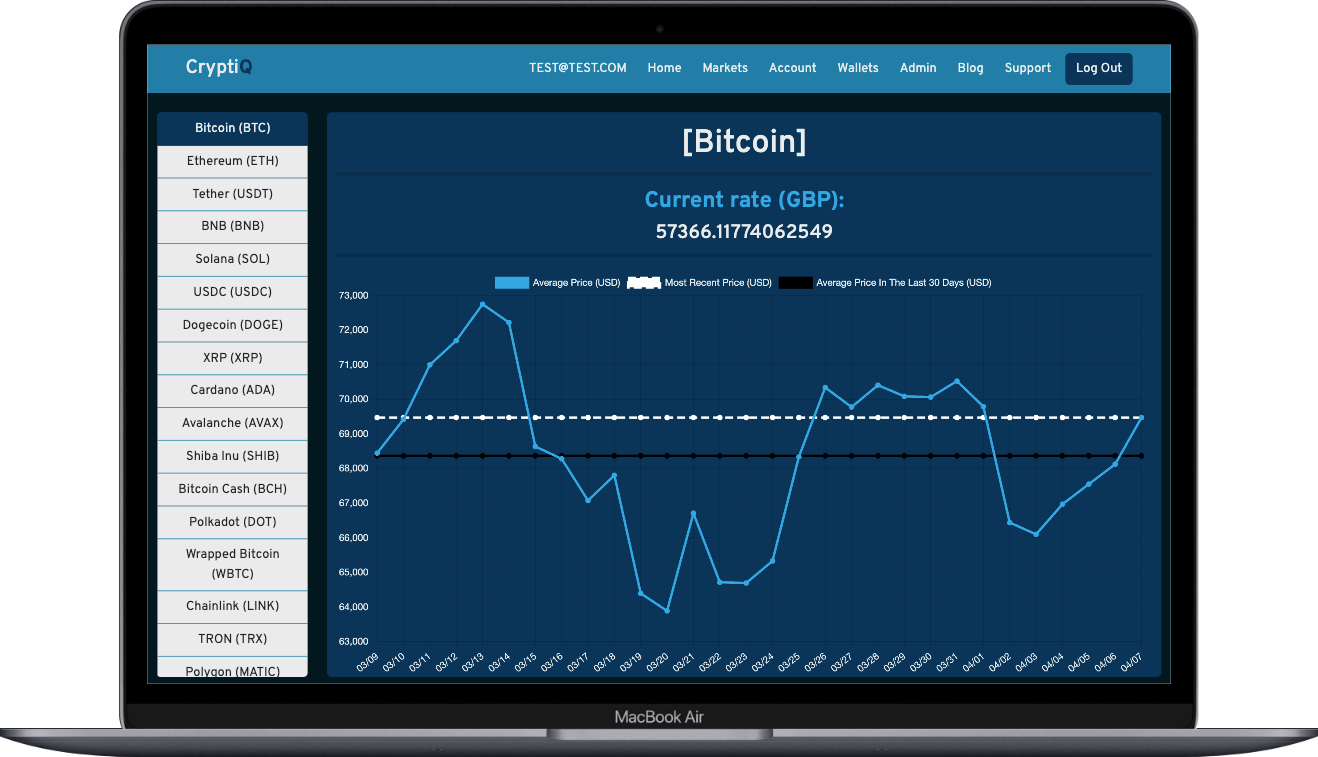 CryptiQ
TEST@TEST.COM Home Markets Account Wallets Admin Blog Support Log Out
Bitcoin (BTC)
Ethereum (ETH)
Tether (USDT)
BNB (BNB)
Solana (SOL)
USDC (USDC)
Dogecoin (DOGE)
XRP (XRP)
Cardano (ADA)
Avalanche (AVAX)
Shiba Inu (SHIB)
Bitcoin Cash (BCH)
Polkadot (DOT)
Wrapped Bitcoin
(WBTC)
Chainlink (LINK)
TRON (TRX)
Polygon (MATIC)
[Bitcoin]
Current rate (GBP):
57366.11774062549
Average Price (USD) Most Recent Price (USD) Average Price In The Last 30 Days (USD)
73,000
72,000
71,000
70,000
69,000
68,000
67,000
66,000
65,000
64,000
63,000
03/09 03/10 03/11 03/12 03/13 03/14 03/15 03/16 03/17 03/18 03/19 03/20 03/21 03/22 03/23 03/24 03/25 03/26 03/27 03/28 03/29 03/30 03/31 04/01 04/02 04/03 04/04 04/05 04/06 04/07
MacBook Air